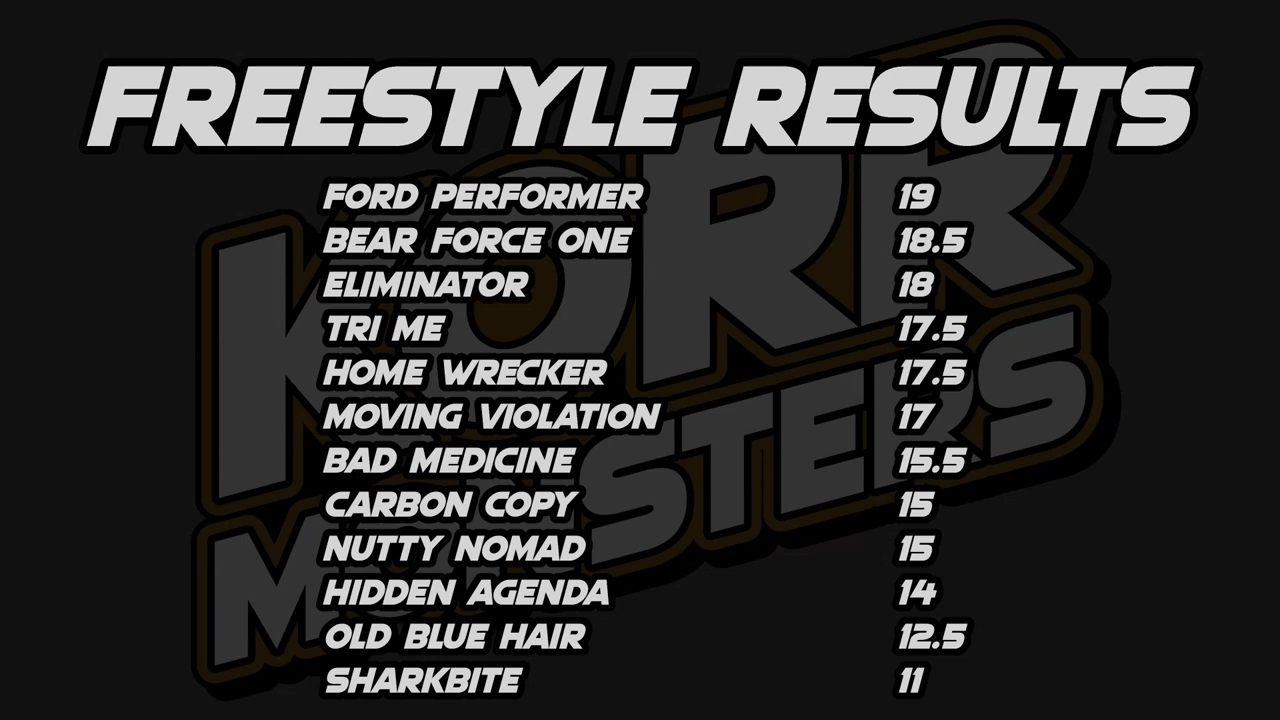 FREESTYLE RESULTS
FORD PERFORMER 19
BEAR FORCE ONE 18.5
ELIMINATOR 18
TRI ME 17.5
HOME WRECKER 17.5
MOVING VIOLATION 17
BAD MEDICINE 15.5
CARBON COPY 15
NUTTY NOMAD 15
HIDDEN AGENDA 14
OLD BLUE HAIR 12.5
SHARKBITE 11
KORR
MONSTERS